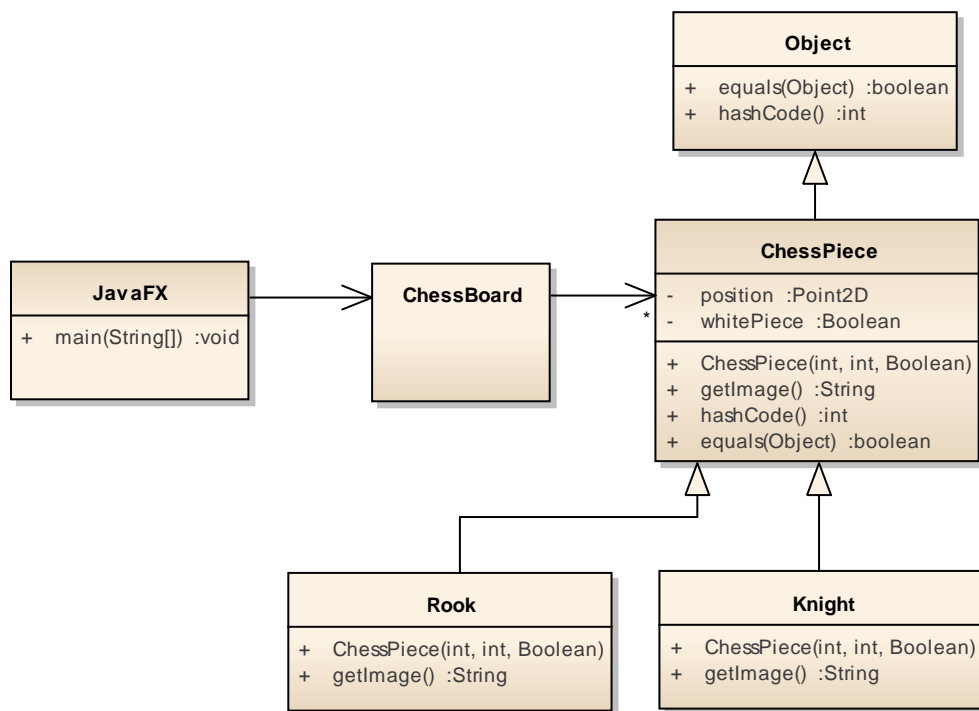 Object
+ equals(Object) :boolean
+ hashCode() :int
JavaFX
+ main(String[]) :void
ChessBoard
*
ChessPiece
- position :Point2D
- whitePiece :Boolean
+ ChessPiece(int, int, Boolean)
+ getImage() :String
+ hashCode() :int
+ equals(Object) :boolean
Rook
+ ChessPiece(int, int, Boolean)
+ getImage() :String
Knight
+ ChessPiece(int, int, Boolean)
+ getImage() :String